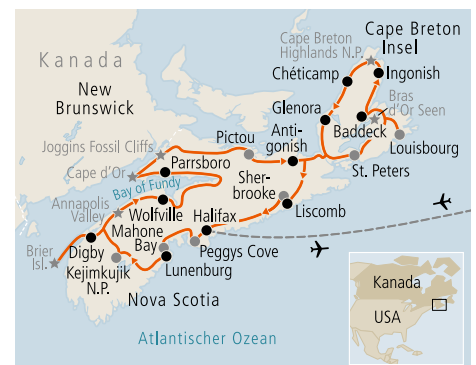 Cape Breton
Insel
Cape Breton
Highlands N.P.
Kanada
New
Brunswick
Chéticamp
Ingonish
Bras
d'Or Seen
Glenora
Baddeck
Louisbourg
Joggins Fossil Cliffs
Pictou
Anti-
gonish
Parrsboro
Cape d'Or
St. Peters
Bay of Fundy
Sher-
brooke
Annapolis
Valley
Wolfville
Liscomb
Mahone
Bay
Halifax
Brier
Isl.
Digby
Peggys Cove
Kejimkujik
N.P.
Lunenburg
Nova Scotia
Kanada
USA
Atlantischer Ozean